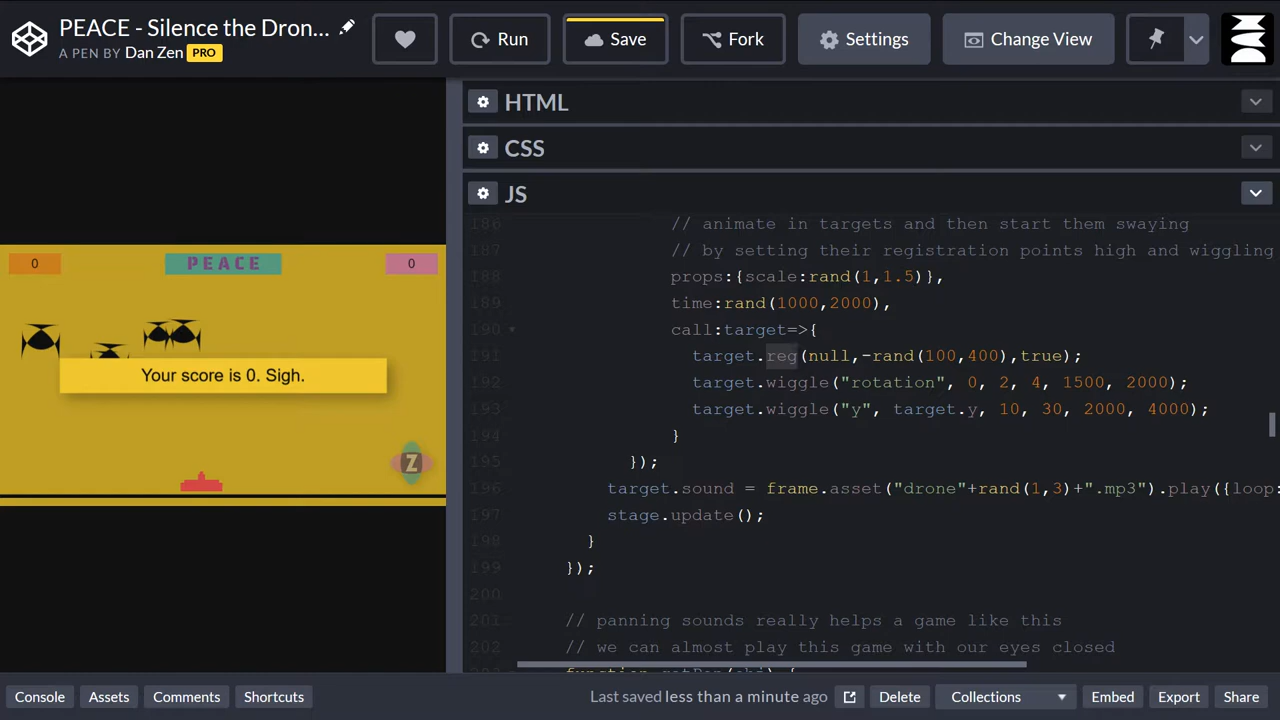 PEACE - Silence the Dron...
A PEN BY Dan Zen PRO
Run
Save
Fork
Settings
Change View
HTML
CSS
JS
0
PEACE
0
Your score is 0. Sigh.
Z
186 // animate in targets and then start them swaying
187 // by setting their registration points high and wiggling
188 props:{scale:rand(1,1.5)},
189 time:rand(1000,2000),
190 call:target=>{
191 target.reg(null,-rand(100,400),true);
192 target.wiggle("rotation", 0, 2, 4, 1500, 2000);
193 target.wiggle("y", target.y, 10, 30, 2000, 4000);
194 }
195 });
196 target.sound = frame.asset("drone"+rand(1,3)+".mp3").play({loop:
197 stage.update();
198 }
199 });
200
201 // panning sounds really helps a game like this
202 // we can almost play this game with our eyes closed
Console
Assets
Comments
Shortcuts
Last saved less than a minute ago
Delete
Collections
Embed
Export
Share